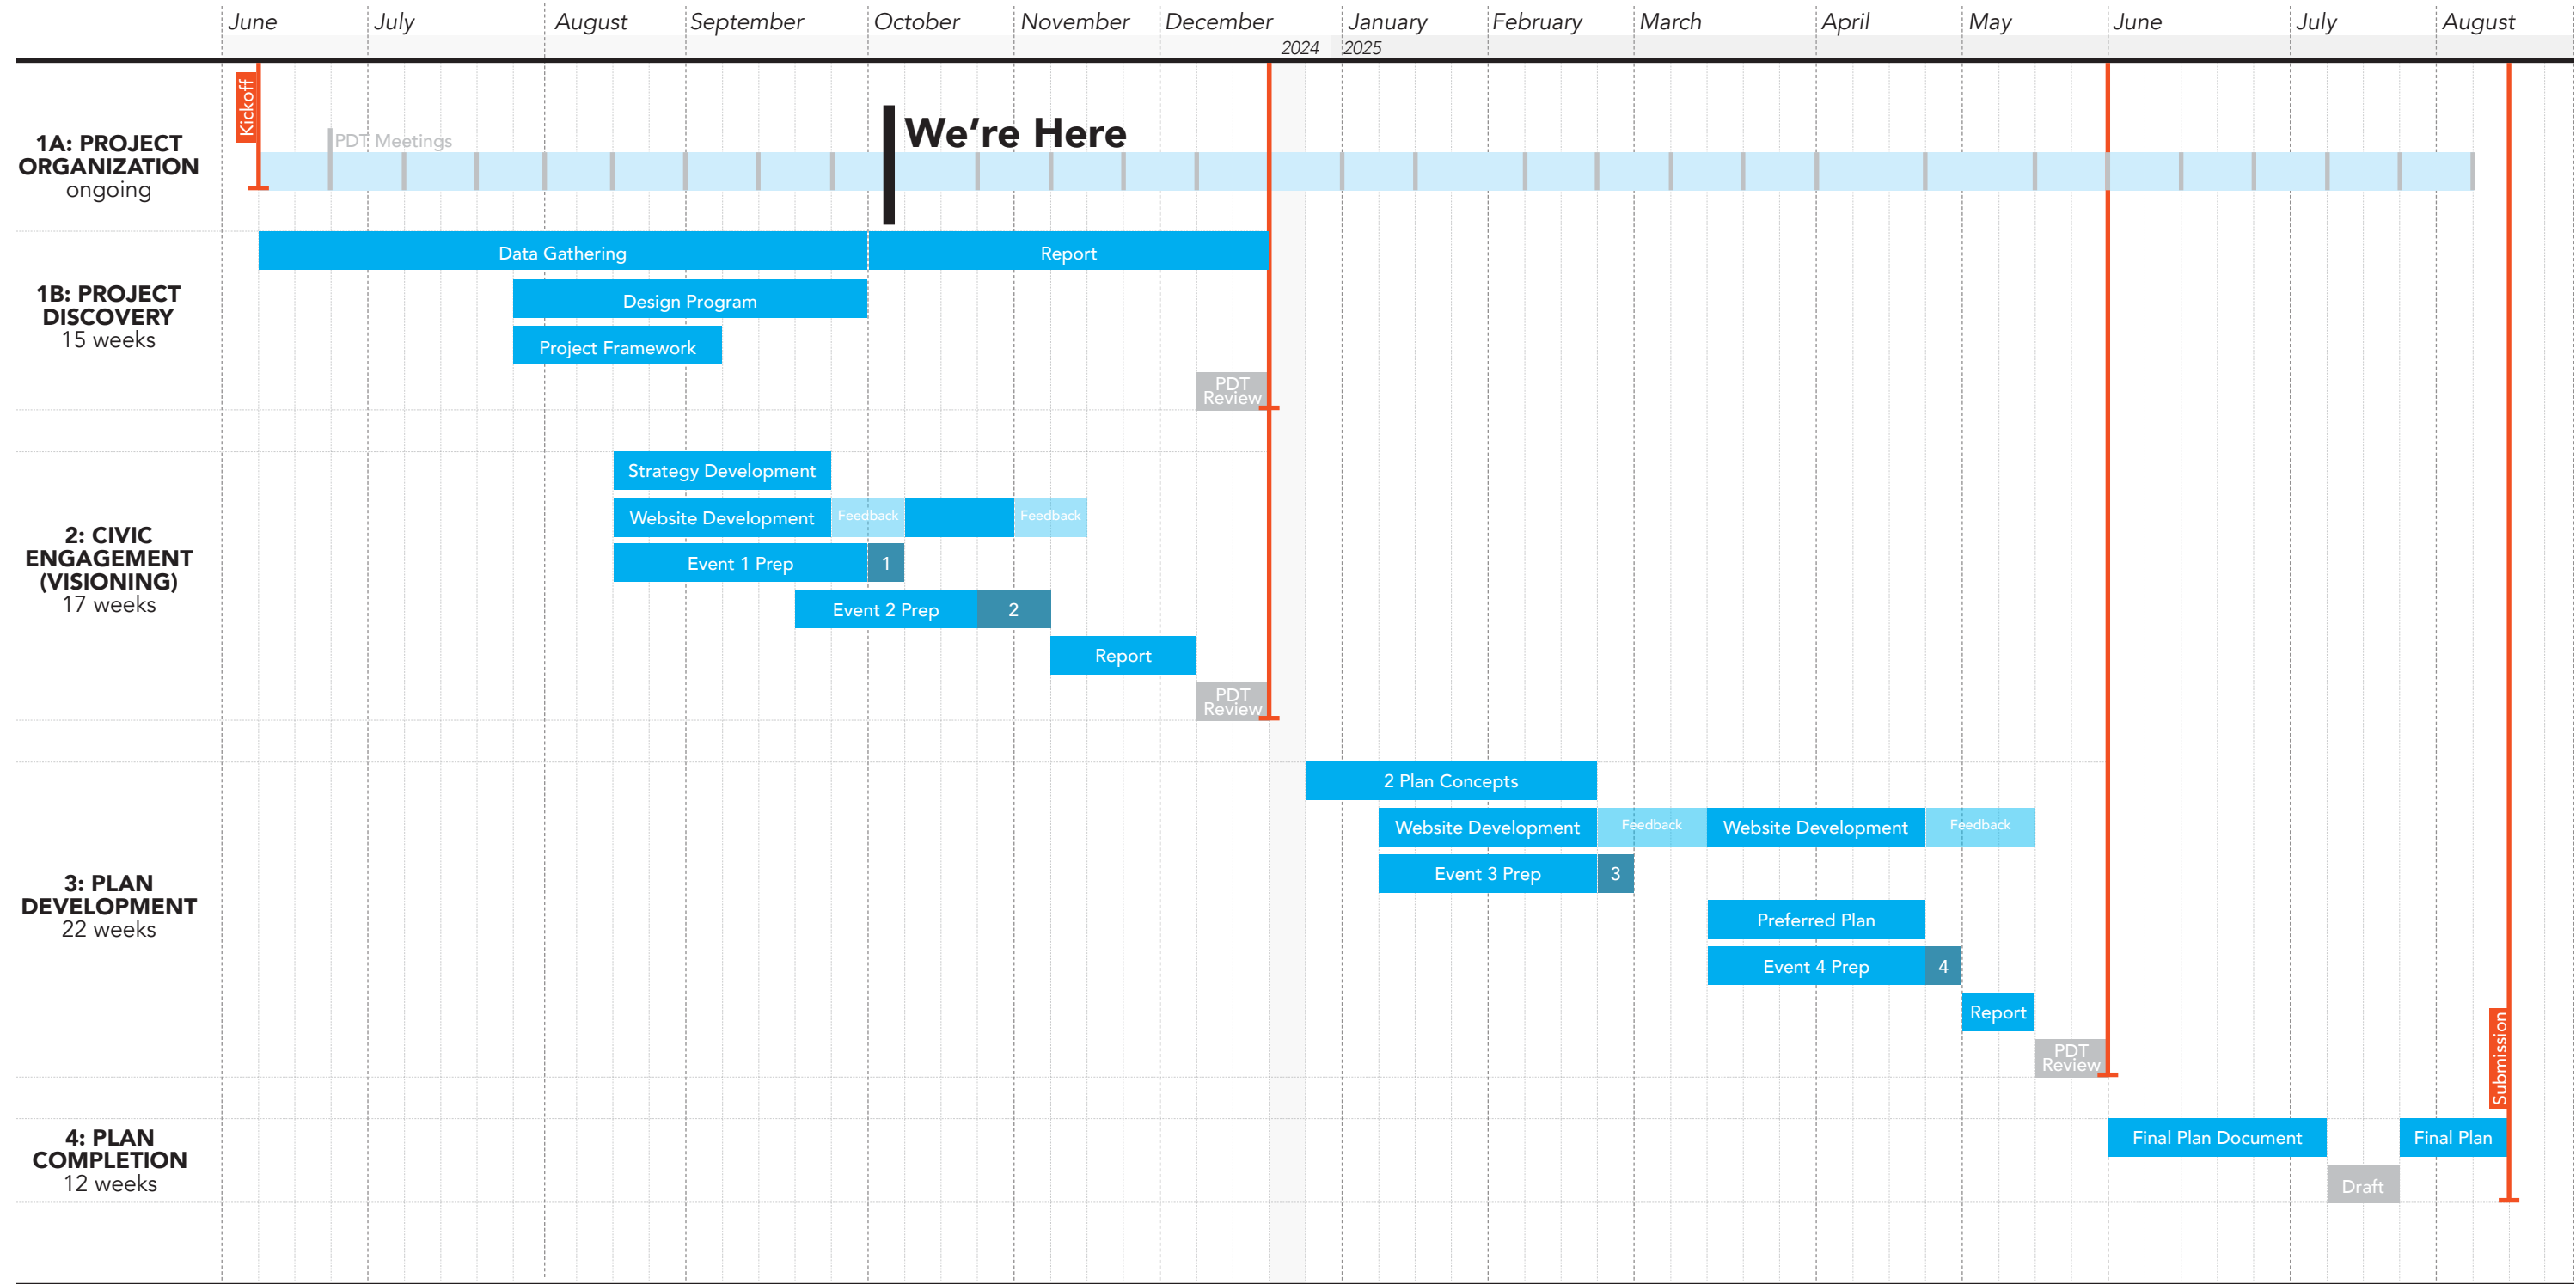 June July August September October November December January February March April May June July August
2024 2025
Kickoff
We're Here
PDT Meetings
1A: PROJECT
ORGANIZATION
ongoing
Data Gathering Report
1B: PROJECT
DISCOVERY
15 weeks
Design Program
Project Framework
PDT
Review
Strategy Development
2: CIVIC
ENGAGEMENT
(VISIONING)
17 weeks
Website Development Feedback Feedback
Event 1 Prep 1
Event 2 Prep 2
Report
PDT
Review
2 Plan Concepts
3: PLAN
DEVELOPMENT
22 weeks
Website Development Feedback Website Development Feedback
Event 3 Prep 3
Preferred Plan
Event 4 Prep 4
Report
PDT
Review
Submission
4: PLAN
COMPLETION
12 weeks
Final Plan Document Final Plan
Draft